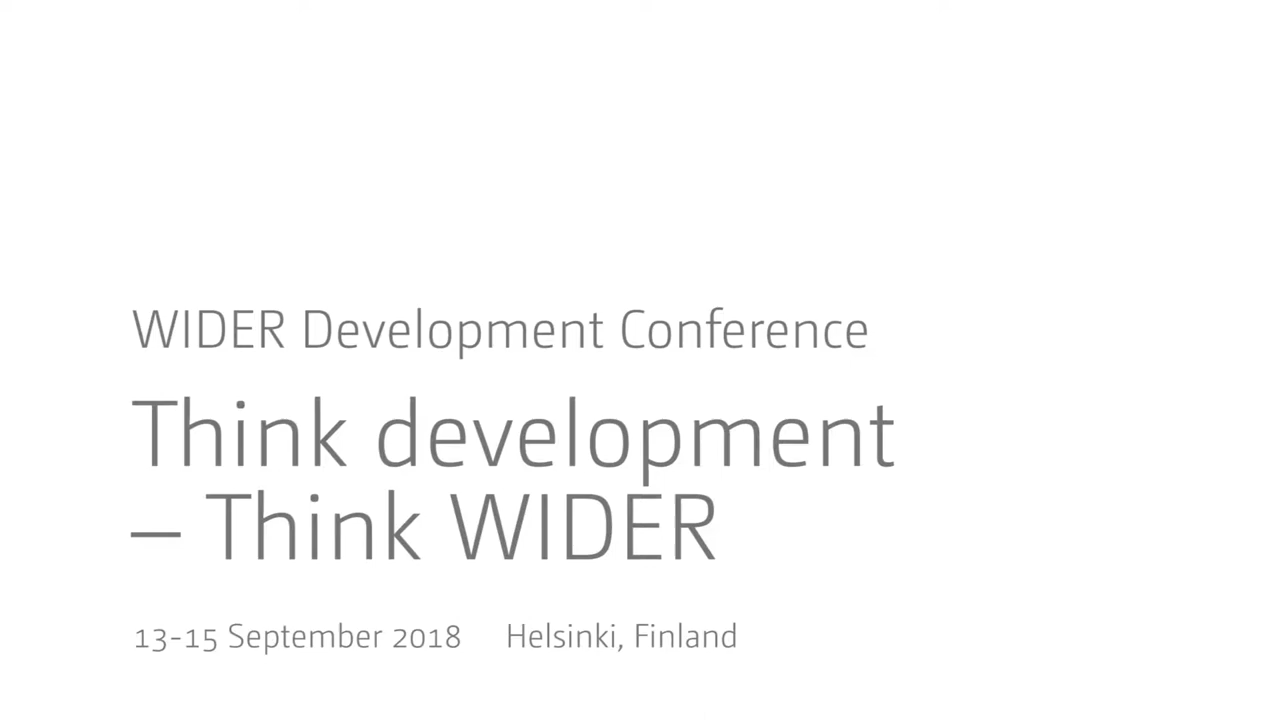 WIDER Development Conference
Think development
– Think WIDER
13-15 September 2018 Helsinki, Finland